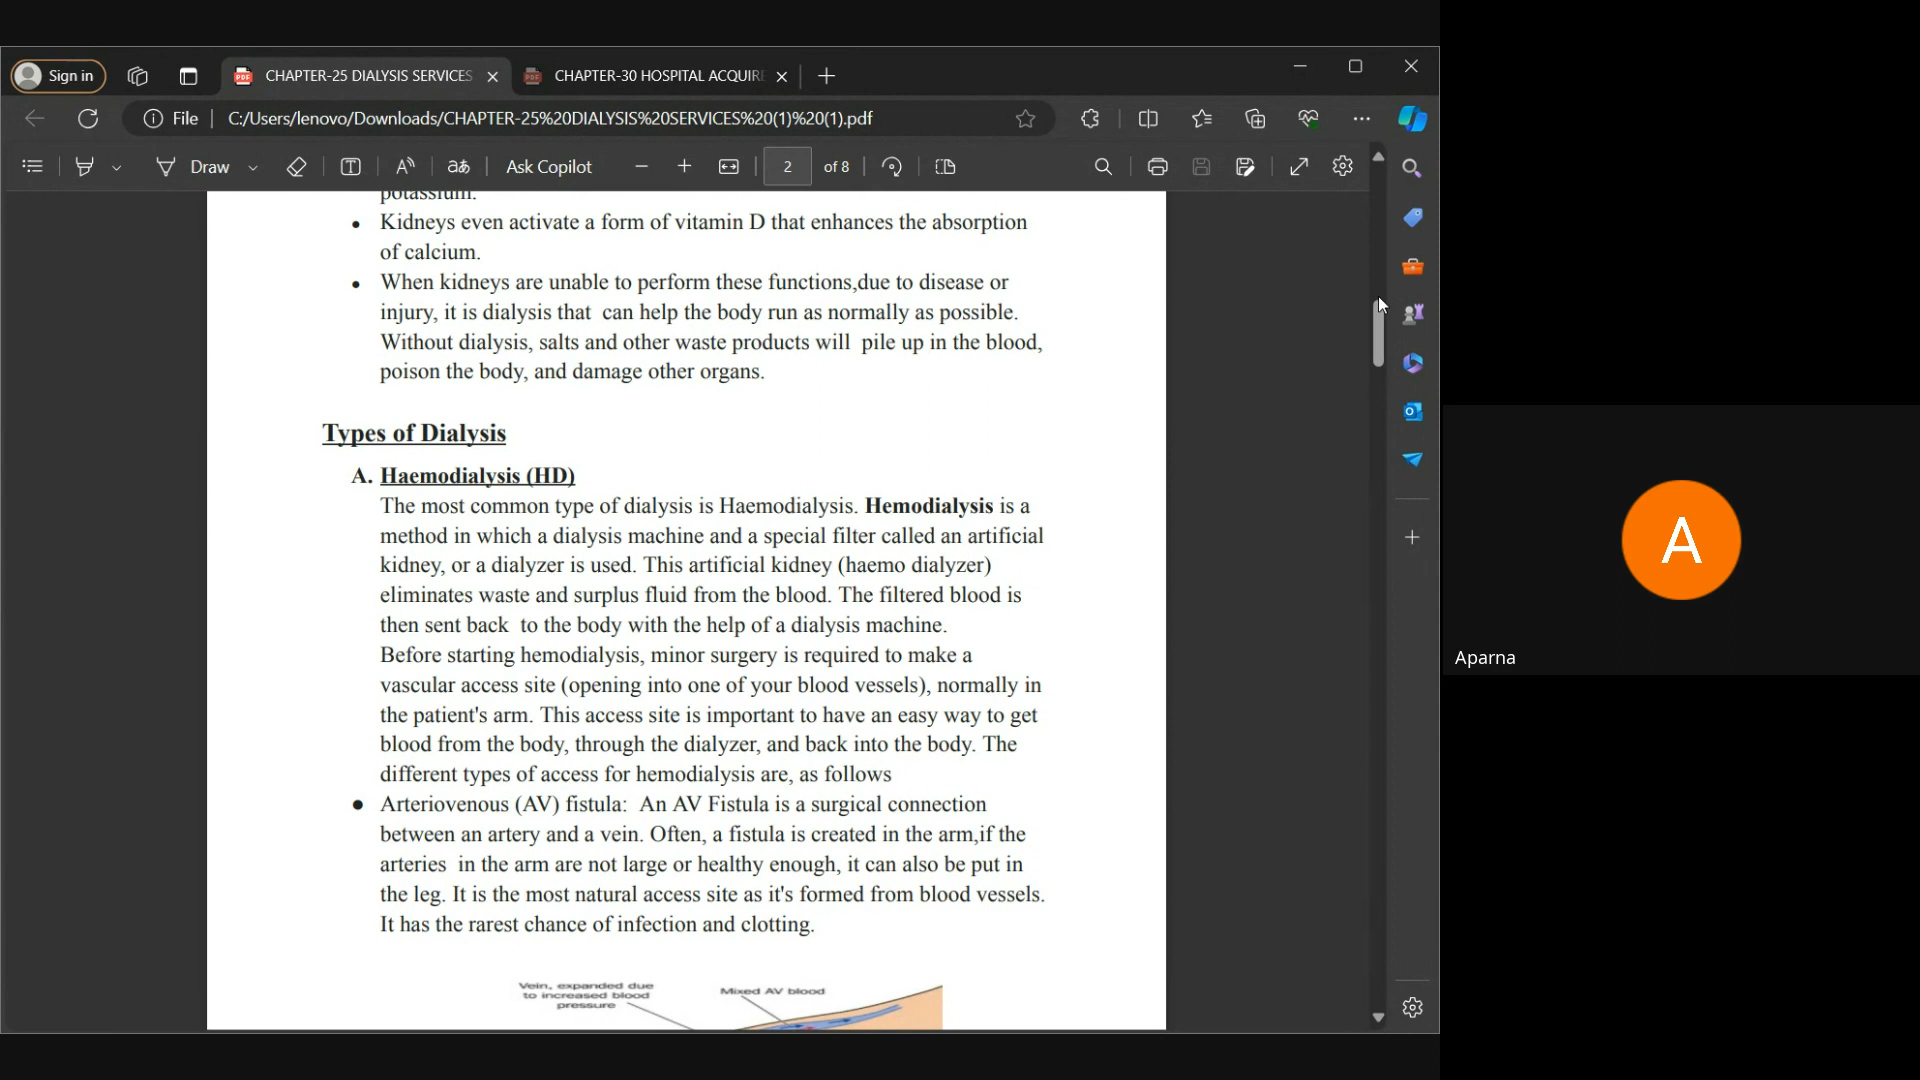 Sign in
CHAPTER-25 DIALYSIS SERVICES
CHAPTER-30 HOSPITAL ACQUIRE
File
C:/Users/lenovo/Downloads/CHAPTER-25%20DIALYSIS%20SERVICES%20(1)%20(1).pdf
Draw
Ask Copilot
2
of 8
potassium.
• Kidneys even activate a form of vitamin D that enhances the absorption
of calcium.
• When kidneys are unable to perform these functions,due to disease or
injury, it is dialysis that can help the body run as normally as possible.
Without dialysis, salts and other waste products will pile up in the blood,
poison the body, and damage other organs.
Types of Dialysis
A. Haemodialysis (HD)
The most common type of dialysis is Haemodialysis. Hemodialysis is a
method in which a dialysis machine and a special filter called an artificial
kidney, or a dialyzer is used. This artificial kidney (haemo dialyzer)
eliminates waste and surplus fluid from the blood. The filtered blood is
then sent back to the body with the help of a dialysis machine.
Before starting hemodialysis, minor surgery is required to make a
vascular access site (opening into one of your blood vessels), normally in
the patient's arm. This access site is important to have an easy way to get
blood from the body, through the dialyzer, and back into the body. The
different types of access for hemodialysis are, as follows
● Arteriovenous (AV) fistula: An AV Fistula is a surgical connection
between an artery and a vein. Often, a fistula is created in the arm,if the
arteries in the arm are not large or healthy enough, it can also be put in
the leg. It is the most natural access site as it's formed from blood vessels.
It has the rarest chance of infection and clotting.
Vein, expanded due
to increased blood
pressure
Mixed AV blood
A
Aparna